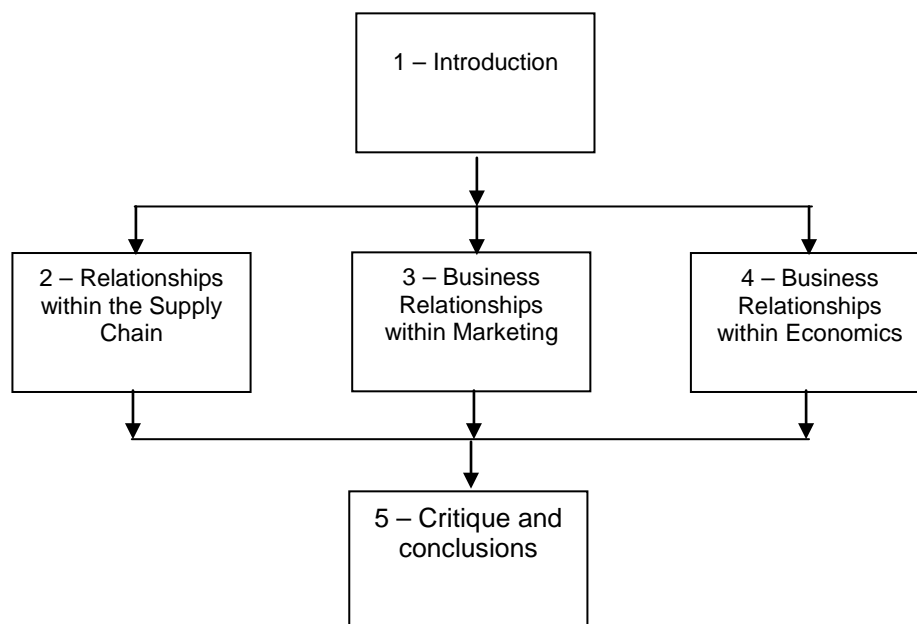 1 – Introduction
2 – Relationships
within the Supply
Chain
3 – Business
Relationships
within Marketing
4 – Business
Relationships
within Economics
5 – Critique and
conclusions